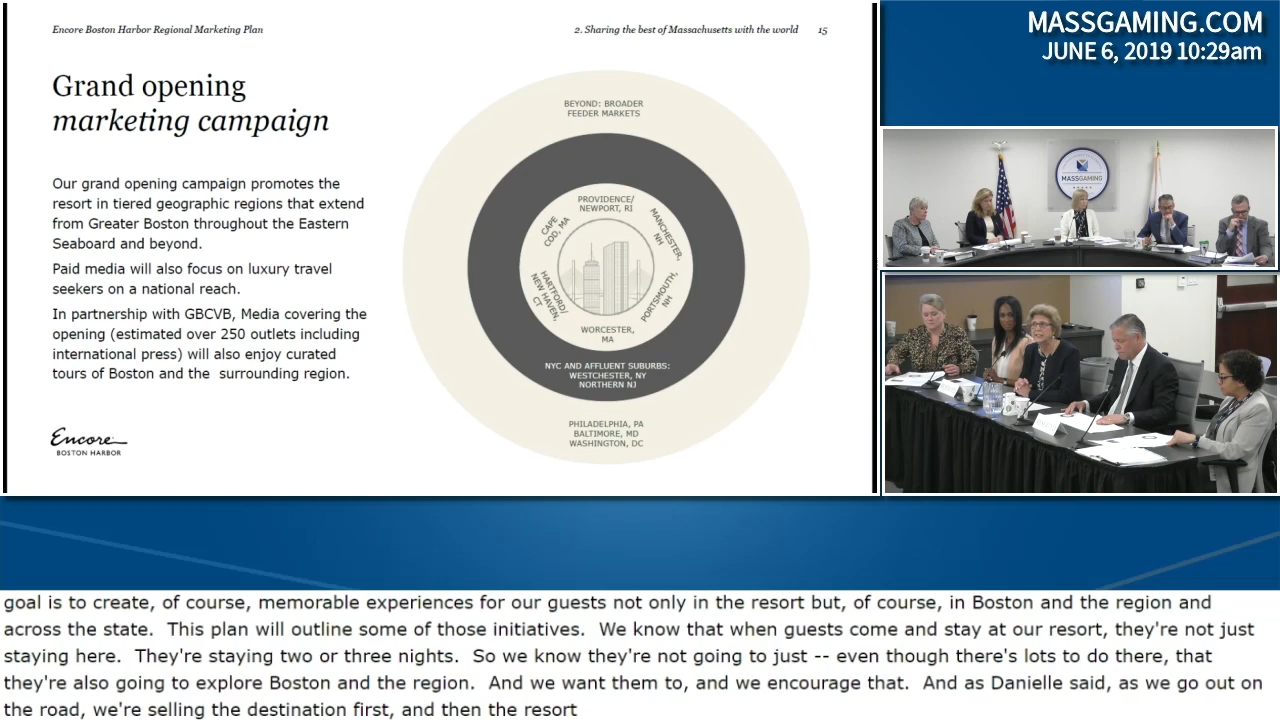 Encore Boston Harbor Regional Marketing Plan
2. Sharing the best of Massachusetts with the world 15
Grand opening
marketing campaign
Our grand opening campaign promotes the
resort in tiered geographic regions that extend
from Greater Boston throughout the Eastern
Seaboard and beyond.
Paid media will also focus on luxury travel
seekers on a national reach.
In partnership with GBCVB, Media covering the
opening (estimated over 250 outlets including
international press) will also enjoy curated
tours of Boston and the surrounding region.
Encore
BOSTON HARBOR
BEYOND: BROADER
FEEDER MARKETS
PROVIDENCE/
NEWPORT, RI
CAPE
COD, MA
MANCHESTER,
NH
HARTFORD/
NEW HAVEN,
CT
PORTSMOUTH,
NH
WORCESTER,
MA
NYC AND AFFLUENT SUBURBS:
WESTCHESTER, NY
NORTHERN NJ
PHILADELPHIA, PA
BALTIMORE, MD
WASHINGTON, DC
MASSGAMING.COM
JUNE 6, 2019 10:29am
MASSGAMING
goal is to create, of course, memorable experiences for our guests not only in the resort but, of course, in Boston and the region and
across the state. This plan will outline some of those initiatives. We know that when guests come and stay at our resort, they're not just
staying here. They're staying two or three nights. So we know they're not going to just -- even though there's lots to do there, that
they're also going to explore Boston and the region. And we want them to, and we encourage that. And as Danielle said, as we go out on
the road, we're selling the destination first, and then the resort